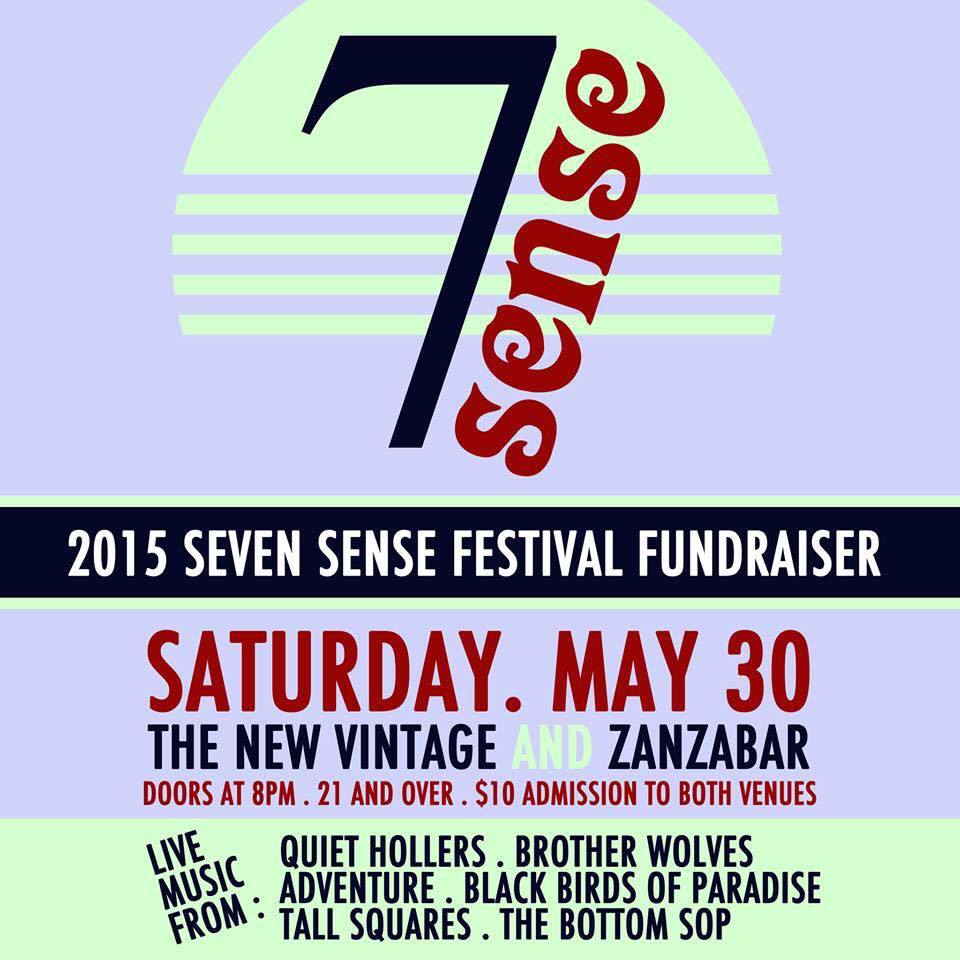 7
sense
2015 SEVEN SENSE FESTIVAL FUNDRAISER
SATURDAY. MAY 30
THE NEW VINTAGE AND ZANZABAR
DOORS AT 8PM . 21 AND OVER . $10 ADMISSION TO BOTH VENUES
LIVE
MUSIC
FROM :
QUIET HOLLERS . BROTHER WOLVES
ADVENTURE . BLACK BIRDS OF PARADISE
TALL SQUARES . THE BOTTOM SOP